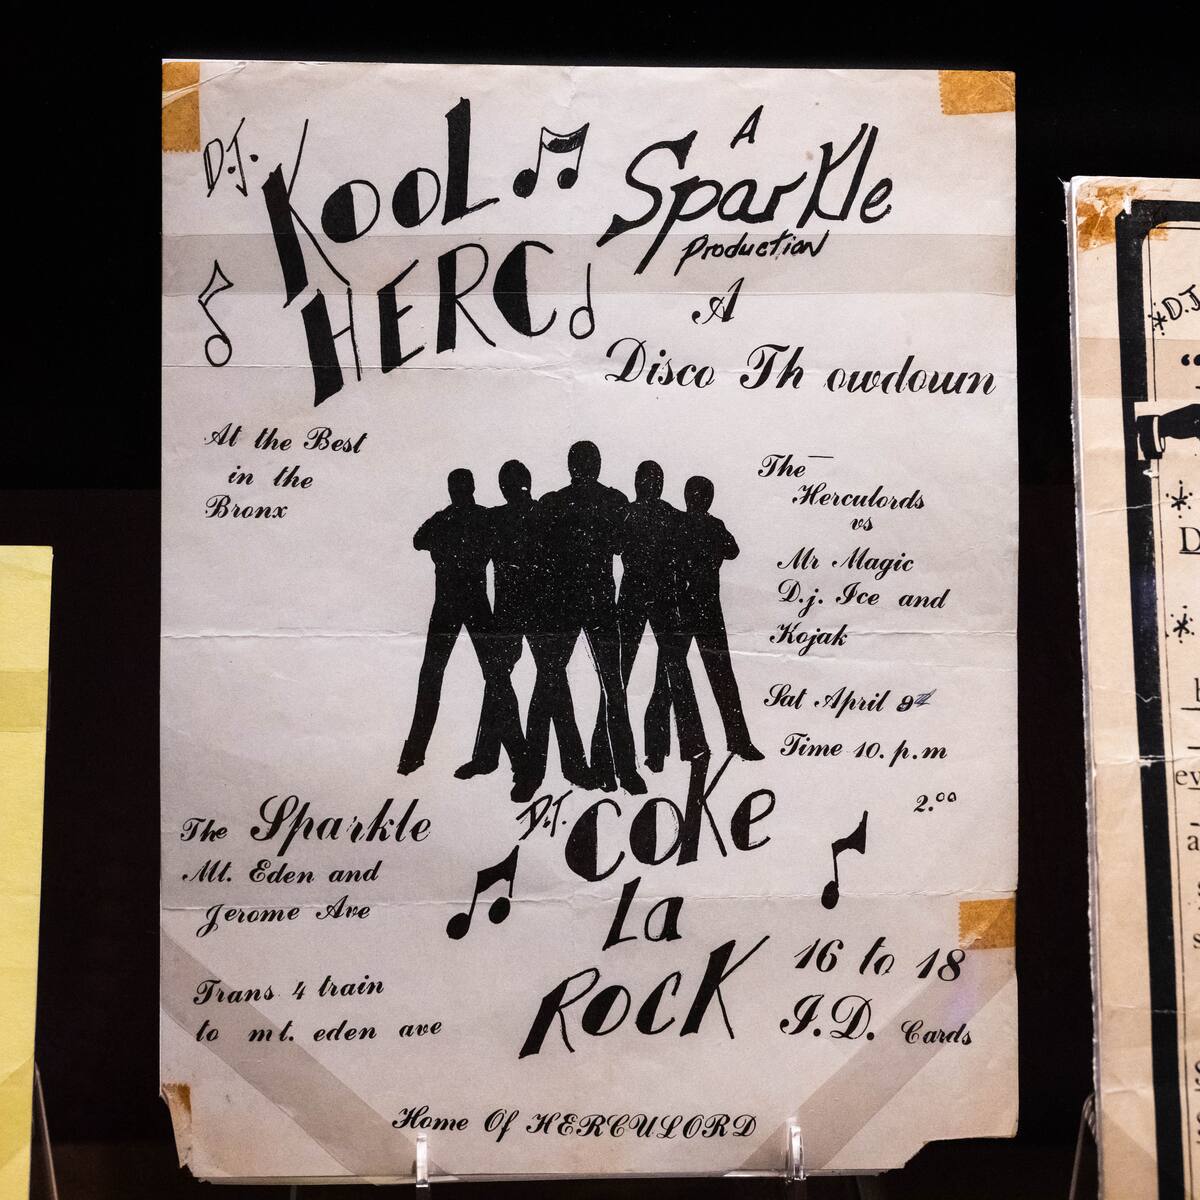 D.J.
KOOL
HERC
A
Sparkle
Production
A
Disco Th owdown
At the Best
in the
Bronx
The
Herculords
vs
Mr Magic
D.j. Ice and
Kojak
Sat April
Time 10. p.m
2.00
D.J.
COKE
La
ROCK
The Sparkle
Mt. Eden and
Jerome Ave
Trans 4 train
to mt. eden ave
16 to 18
I.D. Cards
Home Of HERCULORD
D.J
D
ev
a